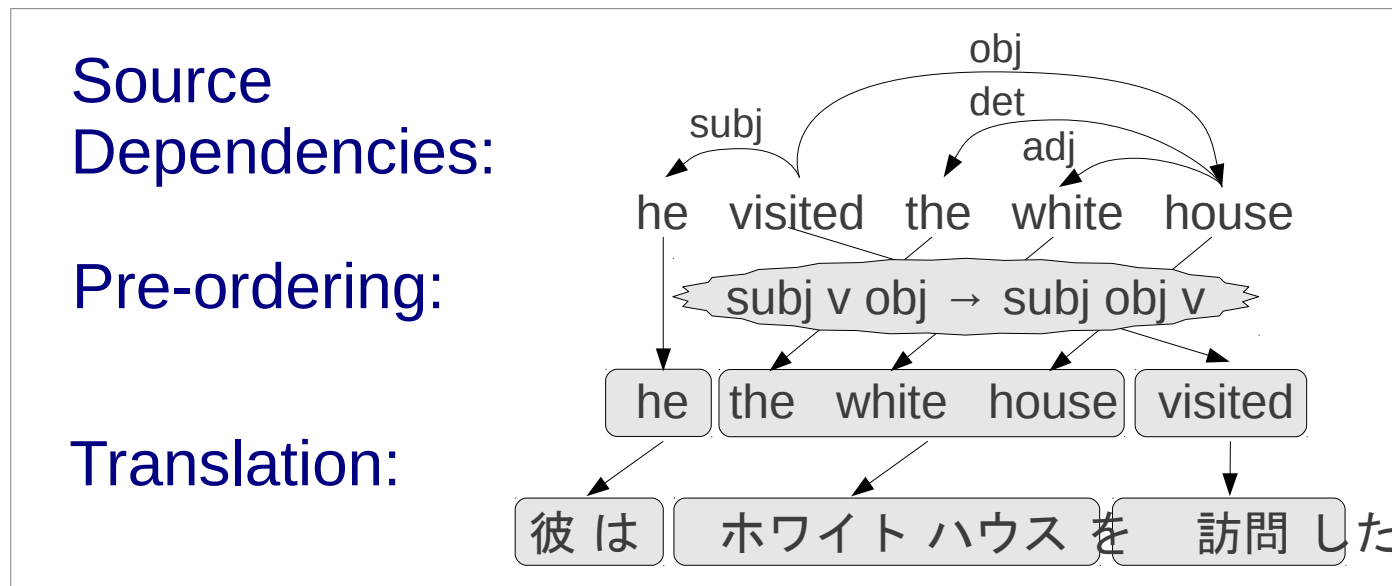 Source
Dependencies:
obj
det
subj
adj
he visited the white house
Pre-ordering:
subj v obj → subj obj v
he the white house visited
Translation:
彼 は ホワイト ハウス を 訪問 した